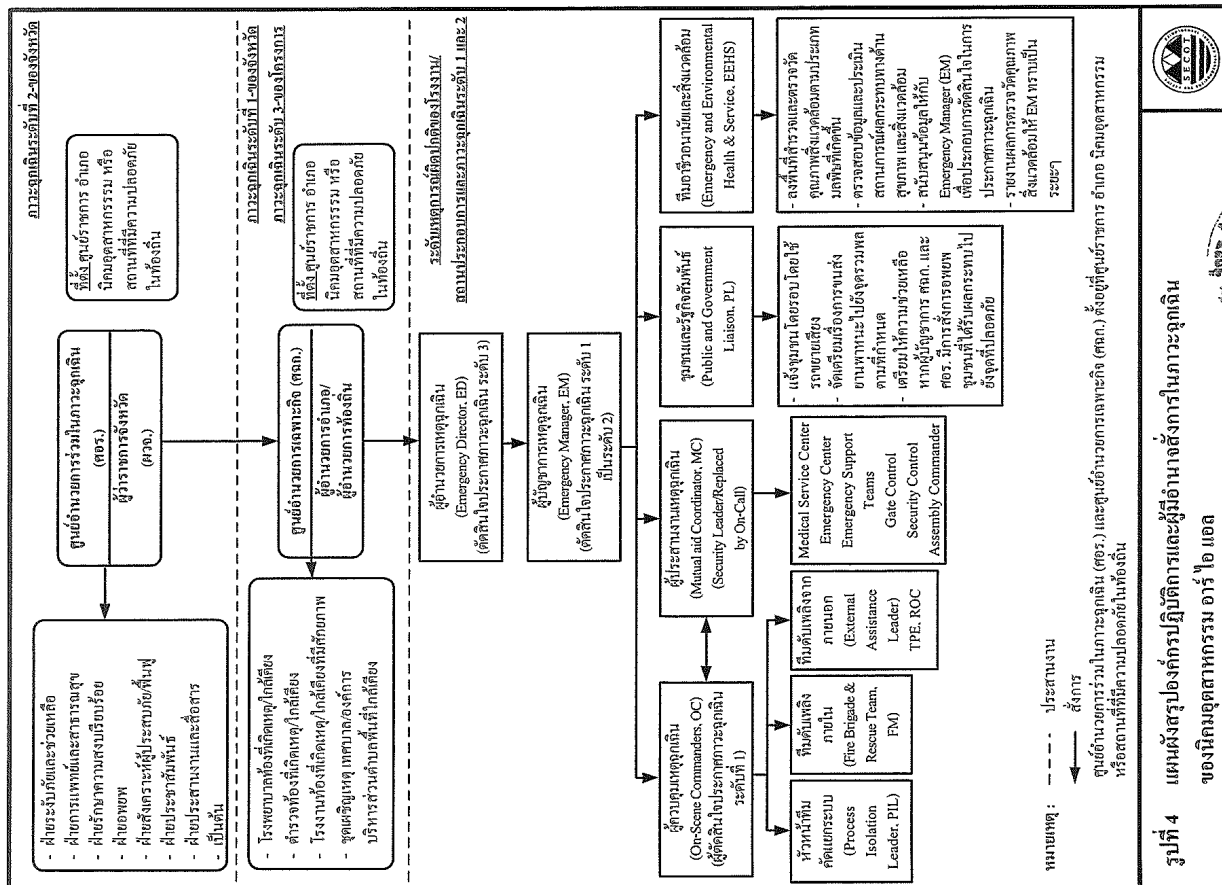 ภาวะฉุกเฉินระดับที่ 2-ของจังหวัด
ศูนย์อำนวยการร่วมในภาวะฉุกเฉิน
(ศอร.)
ผู้ว่าราชการจังหวัด
(ผวจ.)
ที่ตั้ง ศูนย์ราชการ อำเภอ
นิคมอุตสาหกรรม หรือ
สถานที่ที่มีความปลอดภัย
ในท้องถิ่น
- ฝ่ายระงับภัยและช่วยเหลือ
- ฝ่ายการแพทย์และสาธารณสุข
- ฝ่ายรักษาความสงบเรียบร้อย
- ฝ่ายอพยพ
- ฝ่ายสังเคราะห์ผู้ประสบภัย/ฟื้นฟู
- ฝ่ายประชาสัมพันธ์
- ฝ่ายประสานงานและสื่อสาร
- เป็นต้น
ภาวะฉุกเฉินระดับที่ 1-ของจังหวัด
ภาวะฉุกเฉินระดับ 3-ของโครงการ
ศูนย์อำนวยการเฉพาะกิจ (ศฉก.)
ผู้อำนวยการอำเภอ/
ผู้อำนวยการท้องถิ่น
ที่ตั้ง ศูนย์ราชการ อำเภอ
นิคมอุตสาหกรรม หรือ
สถานที่ที่มีความปลอดภัย
ในท้องถิ่น
- โรงพยาบาลท้องที่เกิดเหตุ/ใกล้เคียง
- ตำรวจท้องที่เกิดเหตุ/ใกล้เคียง
- โรงงานท้องที่เกิดเหตุ/ใกล้เคียงที่มีศักยภาพ
- ชุดเผชิญเหตุ เทศบาล/องค์การ
บริหารส่วนตำบลพื้นที่ใกล้เคียง
ระดับเหตุการณ์ผิดปกติของโรงงาน/
สถานประกอบการและภาวะฉุกเฉินระดับ 1 และ 2
ผู้อำนวยการเหตุฉุกเฉิน
(Emergency Director, ED)
(ตัดสินใจประกาศภาวะฉุกเฉิน ระดับ 3)
ผู้บัญชาการเหตุฉุกเฉิน
(Emergency Manager, EM)
(ตัดสินใจประกาศภาวะฉุกเฉิน ระดับ 1
เป็นระดับ 2)
ผู้ควบคุมเหตุฉุกเฉิน
(On-Scene Commanders, OC)
(ผู้ตัดสินใจประกาศภาวะฉุกเฉิน
ระดับที่ 1)
ผู้ประสานงานเหตุฉุกเฉิน
(Mutual aid Coordinator, MC)
(Security Leader/Replaced
by On-Call)
ชุมชนและรัฐกิจสัมพันธ์
(Public and Government
Liaison, PL)
ทีมอาชีวอนามัยและสิ่งแวดล้อม
(Emergency and Environmental
Health & Service, EEHS)
หัวหน้าทีม
ตัดแยกระบบ
(Process
Isolation
Leader, PIL)
ทีมดับเพลิง
ภายใน
(Fire Brigade &
Rescue Team,
FM)
ทีมดับเพลิงจาก
ภายนอก
(External
Assistance
Leader)
TPE, ROC
Medical Service Center
Emergency Center
Emergency Support
Teams
Gate Control
Security Control
Assembly Commander
- แจ้งชุมชนโดยรอบโดยใช้
รถขยายเสียง
- จัดเตรียมเรื่องการขนส่ง
ยานพาหนะไปยังจุดรวมพล
ตามที่กำหนด
- เตรียมให้ความช่วยเหลือ
หากผู้บัญชาการ ศฉก. และ
ศอร. มีการสั่งการอพยพ
ชุมชนที่ได้รับผลกระทบไป
ยังจุดที่ปลอดภัย
- ลงพื้นที่สำรวจและตรวจวัด
คุณภาพสิ่งแวดล้อมตามประเภท
มลพิษที่เกิดขึ้น
- ตรวจสอบข้อมูลและประเมิน
สถานการณ์ผลกระทบทางด้าน
สุขภาพ และสิ่งแวดล้อม
- สนับสนุนข้อมูลให้กับ
Emergency Manager (EM)
เพื่อประกอบการตัดสินใจในการ
ประกาศภาวะฉุกเฉิน
- รายงานผลการตรวจวัดคุณภาพ
สิ่งแวดล้อมให้ EM ทราบเป็น
ระยะๆ
หมายเหตุ : ---- ประสานงาน
สั่งการ
ศูนย์อำนวยการร่วมในภาวะฉุกเฉิน (ศอร.) และศูนย์อำนวยการเฉพาะกิจ (ศฉก.) ตั้งอยู่ที่ศูนย์ราชการ อำเภอ นิคมอุตสาหกรรม
หรือสถานที่ที่มีความปลอดภัยในท้องถิ่น
รูปที่ 4 แผนผังสรุปองค์กรปฏิบัติการและผู้มีอำนาจสั่งการในภาวะฉุกเฉิน
ของนิคมอุตสาหกรรม อาร์ ไอ แอล
SECOT